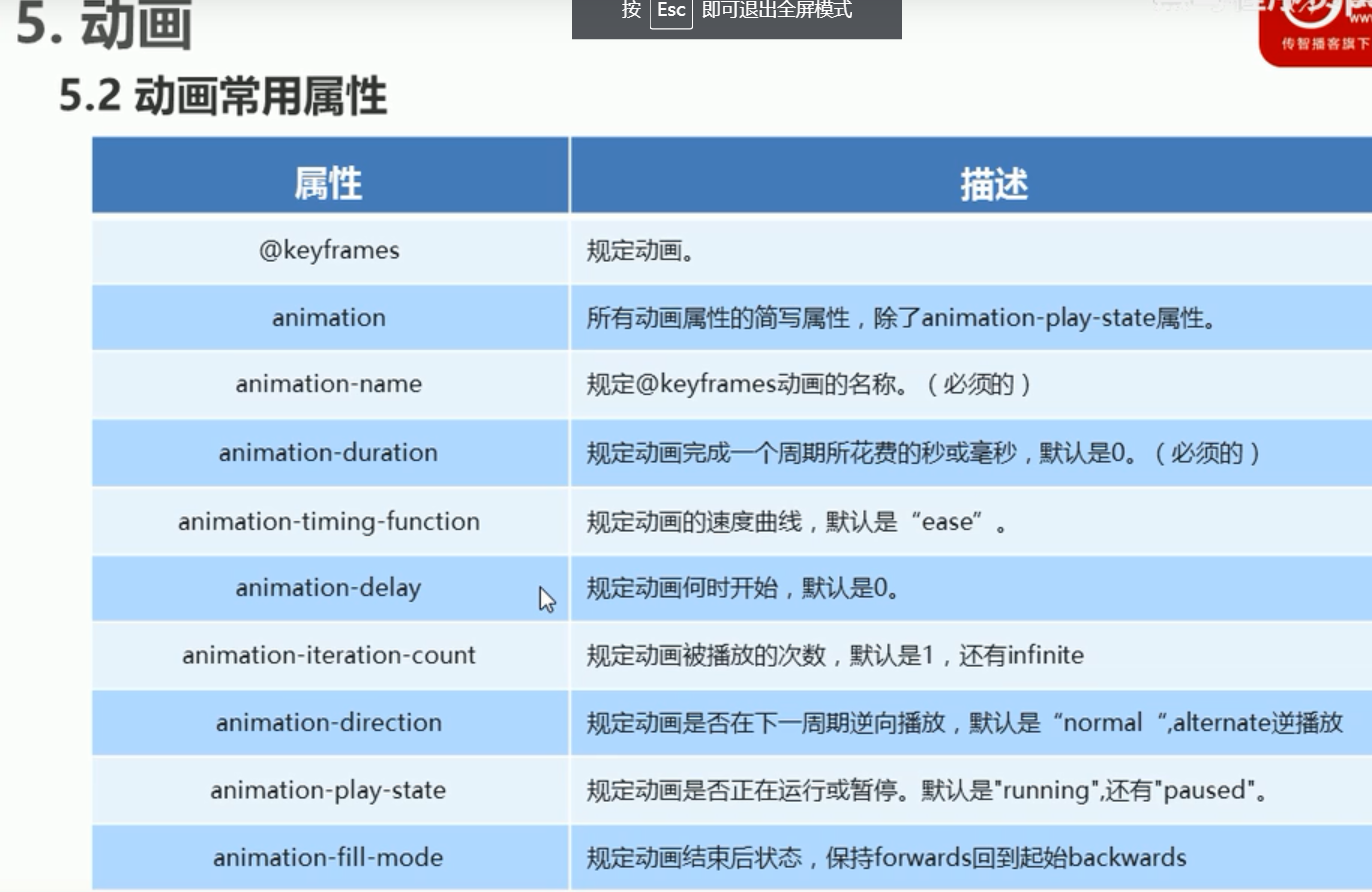 按 Esc 即可退出全屏模式
5. 动画
传智播客旗下
5.2 动画常用属性
属性 描述
@keyframes 规定动画。
animation 所有动画属性的简写属性，除了animation-play-state属性。
animation-name 规定@keyframes动画的名称。（必须的）
animation-duration 规定动画完成一个周期所花费的秒或毫秒，默认是0。（必须的）
animation-timing-function 规定动画的速度曲线，默认是“ease”。
animation-delay 规定动画何时开始，默认是0。
animation-iteration-count 规定动画被播放的次数，默认是1，还有infinite
animation-direction 规定动画是否在下一周期逆向播放，默认是“normal “,alternate逆播放
animation-play-state 规定动画是否正在运行或暂停。默认是"running",还有"paused"。
animation-fill-mode 规定动画结束后状态，保持forwards回到起始backwards